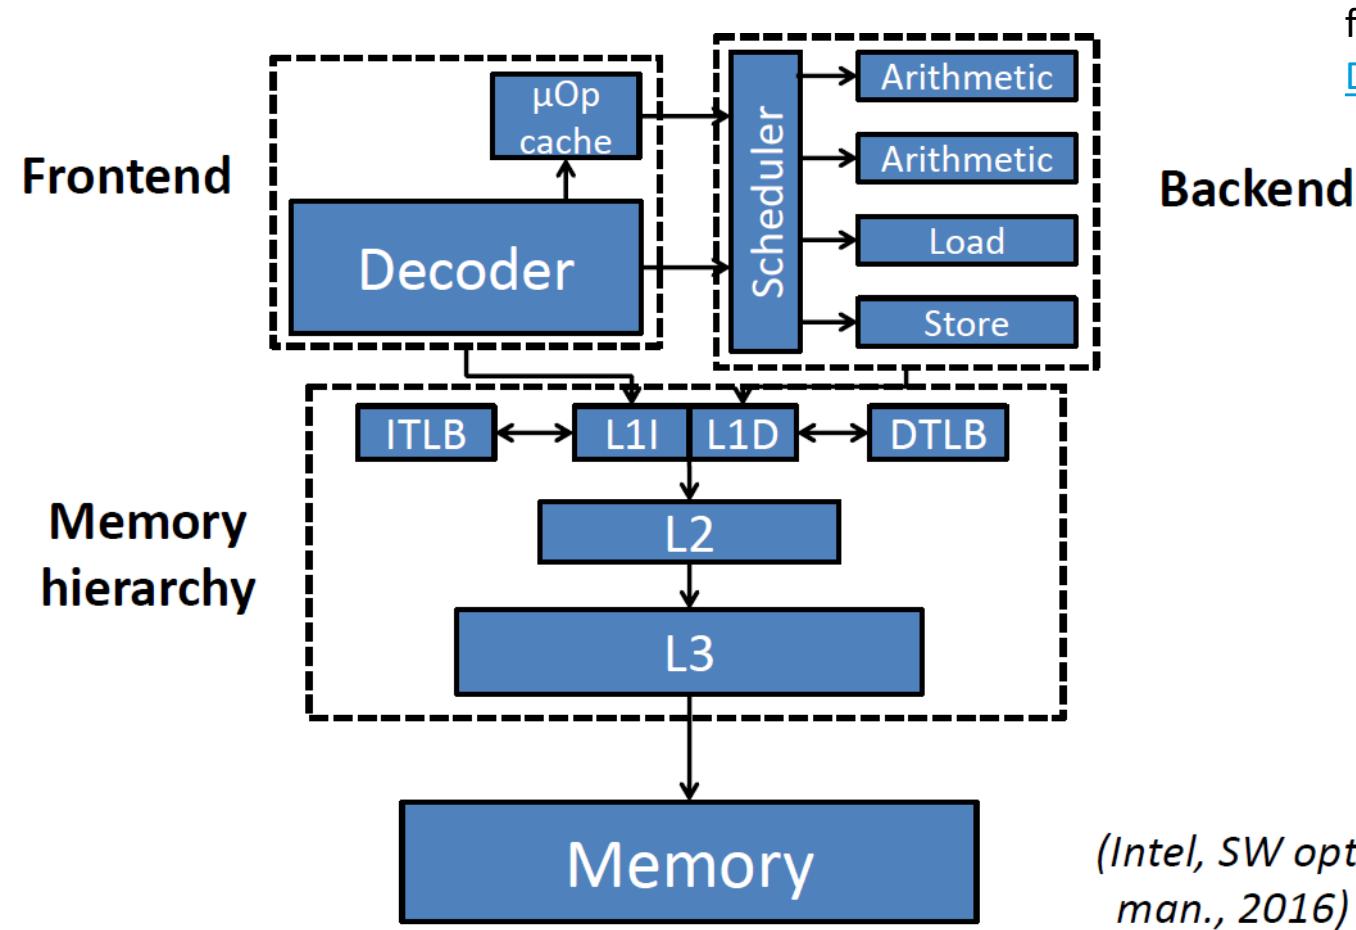 f
D
Frontend
μOp
cache
Decoder
Scheduler
Arithmetic
Arithmetic
Load
Store
Backend
ITLB
L1I
L1D
DTLB
L2
L3
Memory
hierarchy
Memory
(Intel, SW opt
man., 2016)